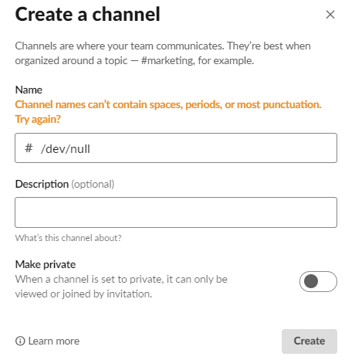 Create a channel
Channels are where your team communicates. They're best when
organized around a topic — #marketing, for example.
Name
Channel names can't contain spaces, periods, or most punctuation.
Try again?
# /dev/null
Description (optional)
What's this channel about?
Make private
When a channel is set to private, it can only be
viewed or joined by invitation.
Learn more
Create